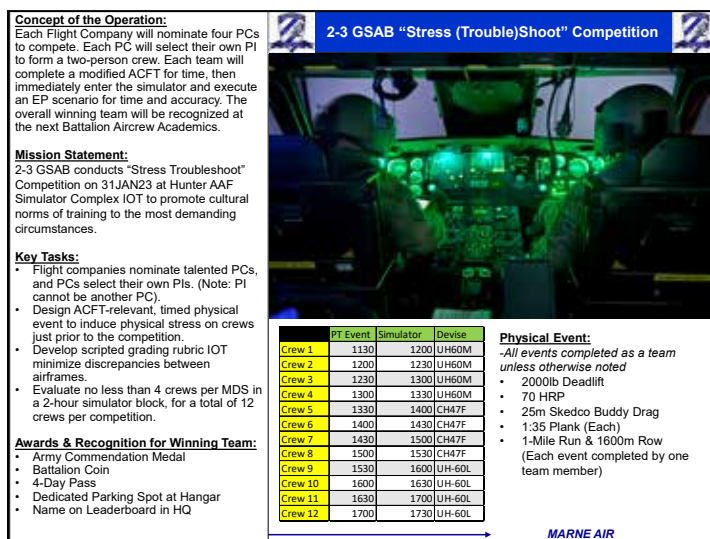 Concept of the Operation:
Each Flight Company will nominate four PCs
to compete. Each PC will select their own PI
to form a two-person crew. Each team will
complete a modified ACFT for time, then
immediately enter the simulator and execute
an EP scenario for time and accuracy. The
overall winning team will be recognized at
the next Battalion Aircrew Academics.
Mission Statement:
2-3 GSAB conducts “Stress Troubleshoot”
Competition on 31JAN23 at Hunter AAF
Simulator Complex IOT to promote cultural
norms of training to the most demanding
circumstances.
Key Tasks:
• Flight companies nominate talented PCs,
and PCs select their own PIs. (Note: PI
cannot be another PC).
• Design ACFT-relevant, timed physical
event to induce physical stress on crews
just prior to the competition.
• Develop scripted grading rubric IOT
minimize discrepancies between
airframes.
• Evaluate no less than 4 crews per MDS in
a 2-hour simulator block, for a total of 12
crews per competition.
Awards & Recognition for Winning Team:
• Army Commendation Medal
• Battalion Coin
• 4-Day Pass
• Dedicated Parking Spot at Hangar
• Name on Leaderboard in HQ
2-3 GSAB “Stress (Trouble)Shoot” Competition
PT Event Simulator Devise
Crew 1 1130 1200 UH60M
Crew 2 1200 1230 UH60M
Crew 3 1230 1300 UH60M
Crew 4 1300 1330 UH60M
Crew 5 1330 1400 CH47F
Crew 6 1400 1430 CH47F
Crew 7 1430 1500 CH47F
Crew 8 1500 1530 CH47F
Crew 9 1530 1600 UH-60L
Crew 10 1600 1630 UH-60L
Crew 11 1630 1700 UH-60L
Crew 12 1700 1730 UH-60L
Physical Event:
-All events completed as a team
unless otherwise noted
• 2000lb Deadlift
• 70 HRP
• 25m Skedco Buddy Drag
• 1:35 Plank (Each)
• 1-Mile Run & 1600m Row
(Each event completed by one
team member)
MARNE AIR